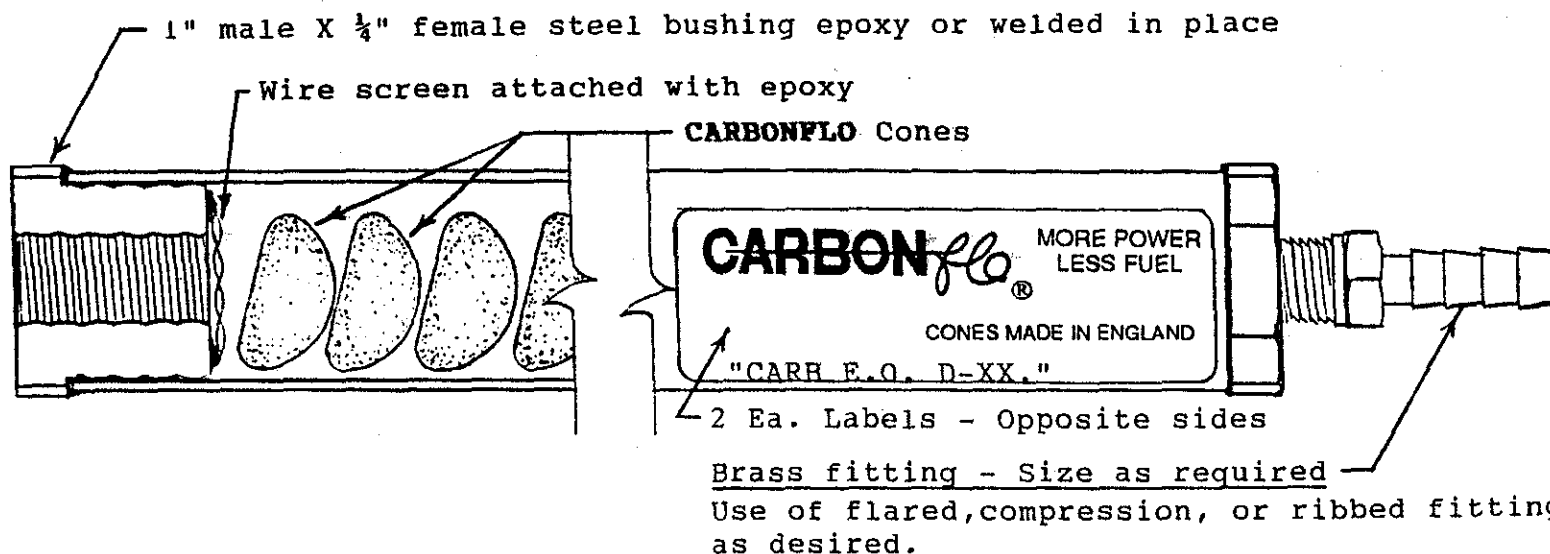 1" male X ¼" female steel bushing epoxy or welded in place
Wire screen attached with epoxy
CARBONFLO Cones
CARBON flo ®
MORE POWER
LESS FUEL
CONES MADE IN ENGLAND
"CARB E.O. D-XX."
2 Ea. Labels - Opposite sides
Brass fitting - Size as required
Use of flared,compression, or ribbed fitting
as desired.